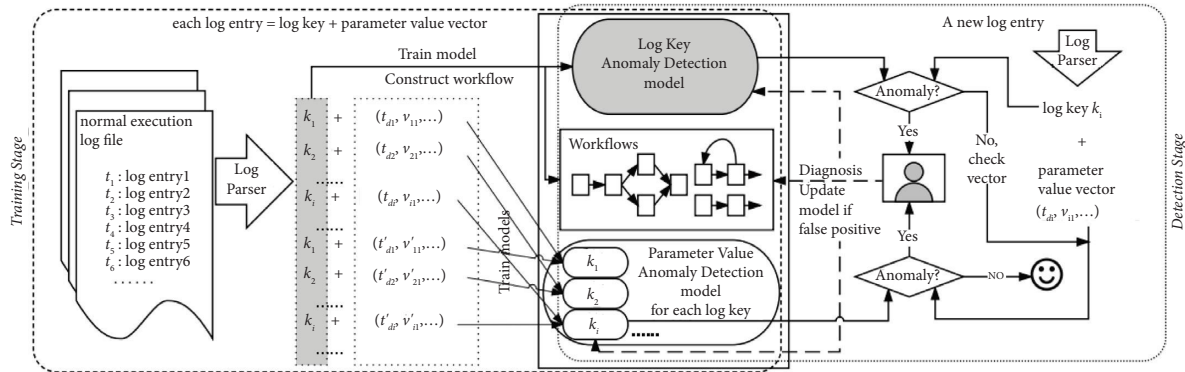 each log entry = log key + parameter value vector
A new log entry
Training Stage
normal execution
log file
t1 : log entry1
t2 : log entry2
t3 : log entry3
t4 : log entry4
t5 : log entry5
t6 : log entry6
......
Log
Parser
Train model
Construct workflow
k1 + (td1, v11,...)
k2 + (td2, v21,...)
......
ki + (tdi, vi1,...)
......
k1 + (t'd1, v'11,...)
k2 + (t'd2, v'21,...)
......
ki + (t'di, v'i1,...)
......
Train models
Log Key
Anomaly Detection
model
Workflows
Parameter Value
Anomaly Detection
model
for each log key
k1
k2
ki
......
Diagnosis
Update
model if
false positive
Anomaly?
Yes
No,
check
vector
Yes
Anomaly?
NO
Log
Parser
log key ki
+
parameter
value vector
(tdi, vi1,...)
Detection Stage